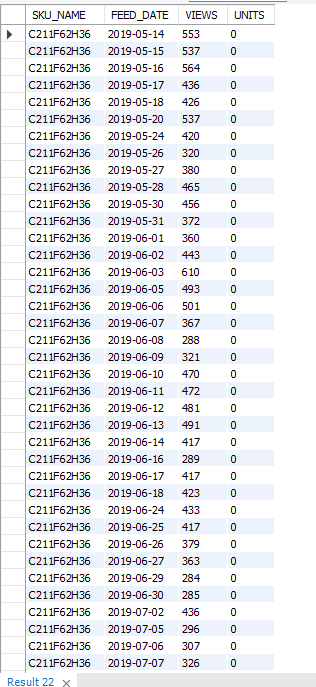 SKU_NAME FEED_DATE VIEWS UNITS
C211F62H36 2019-05-14 553 0
C211F62H36 2019-05-15 537 0
C211F62H36 2019-05-16 564 0
C211F62H36 2019-05-17 436 0
C211F62H36 2019-05-18 426 0
C211F62H36 2019-05-20 537 0
C211F62H36 2019-05-24 420 0
C211F62H36 2019-05-26 320 0
C211F62H36 2019-05-27 380 0
C211F62H36 2019-05-28 465 0
C211F62H36 2019-05-30 456 0
C211F62H36 2019-05-31 372 0
C211F62H36 2019-06-01 360 0
C211F62H36 2019-06-02 443 0
C211F62H36 2019-06-03 610 0
C211F62H36 2019-06-05 493 0
C211F62H36 2019-06-06 501 0
C211F62H36 2019-06-07 367 0
C211F62H36 2019-06-08 288 0
C211F62H36 2019-06-09 321 0
C211F62H36 2019-06-10 470 0
C211F62H36 2019-06-11 472 0
C211F62H36 2019-06-12 481 0
C211F62H36 2019-06-13 491 0
C211F62H36 2019-06-14 417 0
C211F62H36 2019-06-16 289 0
C211F62H36 2019-06-17 417 0
C211F62H36 2019-06-18 423 0
C211F62H36 2019-06-24 433 0
C211F62H36 2019-06-25 417 0
C211F62H36 2019-06-26 379 0
C211F62H36 2019-06-27 363 0
C211F62H36 2019-06-29 284 0
C211F62H36 2019-06-30 285 0
C211F62H36 2019-07-02 436 0
C211F62H36 2019-07-05 296 0
C211F62H36 2019-07-06 307 0
C211F62H36 2019-07-07 326 0
Result 22